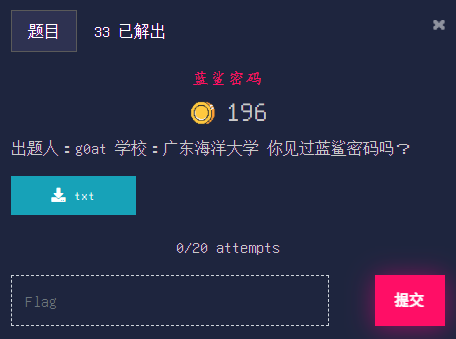 题目 33 已解出
蓝鲨密码
196
出题人：g0at 学校：广东海洋大学 你见过蓝鲨密码吗？
txt
0/20 attempts
Flag 提交